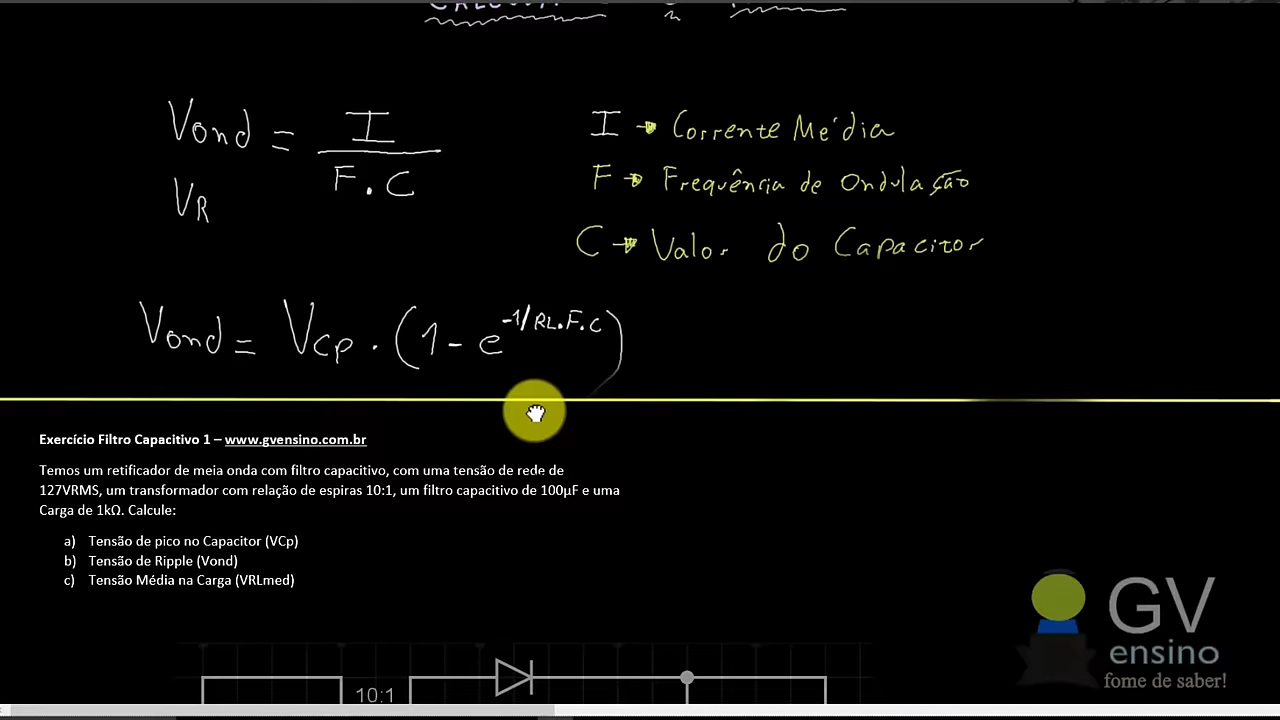 Vond = I / F.C
VR
I → Corrente Média
F → Frequência de Ondulação
C → Valor do Capacitor
Vond = VCp . (1 - e^-1/RL.F.C)
Exercício Filtro Capacitivo 1 – www.gvensino.com.br
Temos um retificador de meia onda com filtro capacitivo, com uma tensão de rede de
127VRMS, um transformador com relação de espiras 10:1, um filtro capacitivo de 100µF e uma
Carga de 1kΩ. Calcule:
a) Tensão de pico no Capacitor (VCp)
b) Tensão de Ripple (Vond)
c) Tensão Média na Carga (VRLmed)
GV
ensino
fome de saber!
10:1